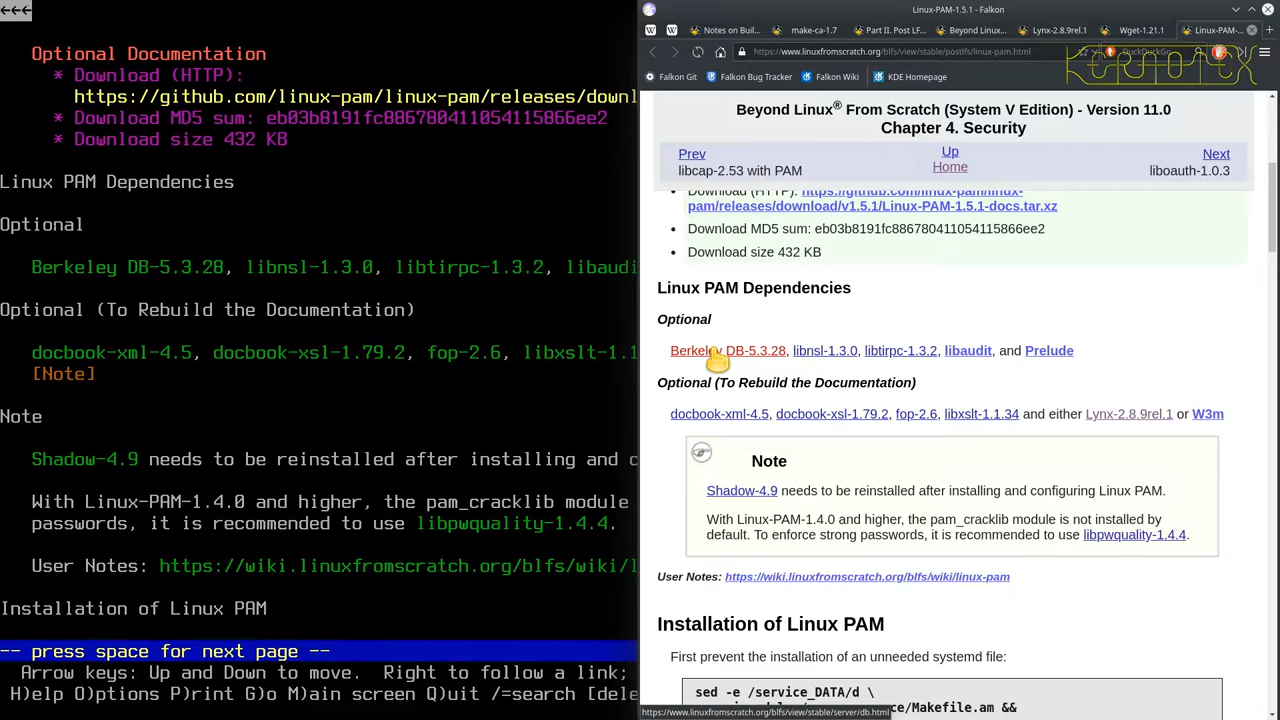 ←←←
Optional Documentation
* Download (HTTP):
https://github.com/linux-pam/linux-pam/releases/downl
* Download MD5 sum: eb03b8191fc886780411054115866ee2
* Download size 432 KB
Linux PAM Dependencies
Optional
Berkeley DB-5.3.28, libnsl-1.3.0, libtirpc-1.3.2, libaudit
Optional (To Rebuild the Documentation)
docbook-xml-4.5, docbook-xsl-1.79.2, fop-2.6, libxslt-1.1
[Note]
Note
Shadow-4.9 needs to be reinstalled after installing and c
With Linux-PAM-1.4.0 and higher, the pam_cracklib module
passwords, it is recommended to use libpwquality-1.4.4.
User Notes: https://wiki.linuxfromscratch.org/blfs/wiki/l
Installation of Linux PAM
-- press space for next page --
Arrow keys: Up and Down to move. Right to follow a link;
H)elp O)ptions P)rint G)o M)ain screen Q)uit /=search [dele
Linux-PAM-1.5.1 - Falkon
Notes on Buil...
make-ca-1.7
Part II. Post LF...
Beyond Linux...
Lynx-2.8.9rel.1
Wget-1.21.1
Linux-PAM-...
https://www.linuxfromscratch.org/blfs/view/stable/postlfs/linux-pam.html
DuckDuckGo
Falkon Git
Falkon Bug Tracker
Falkon Wiki
KDE Homepage
KERNOTEX
Beyond Linux® From Scratch (System V Edition) - Version 11.0
Chapter 4. Security
Prev
Up
Next
libcap-2.53 with PAM
Home
liboauth-1.0.3
Download (HTTP): https://github.com/linux-pam/linux-
pam/releases/download/v1.5.1/Linux-PAM-1.5.1-docs.tar.xz
Download MD5 sum: eb03b8191fc886780411054115866ee2
Download size 432 KB
Linux PAM Dependencies
Optional
Berkeley DB-5.3.28, libnsl-1.3.0, libtirpc-1.3.2, libaudit, and Prelude
Optional (To Rebuild the Documentation)
docbook-xml-4.5, docbook-xsl-1.79.2, fop-2.6, libxslt-1.1.34 and either Lynx-2.8.9rel.1 or W3m
Note
Shadow-4.9 needs to be reinstalled after installing and configuring Linux PAM.
With Linux-PAM-1.4.0 and higher, the pam_cracklib module is not installed by
default. To enforce strong passwords, it is recommended to use libpwquality-1.4.4.
User Notes: https://wiki.linuxfromscratch.org/blfs/wiki/linux-pam
Installation of Linux PAM
First prevent the installation of an unneeded systemd file:
sed -e /service_DATA/d \
ce/Makefile.am &&
https://www.linuxfromscratch.org/blfs/view/stable/server/db.html